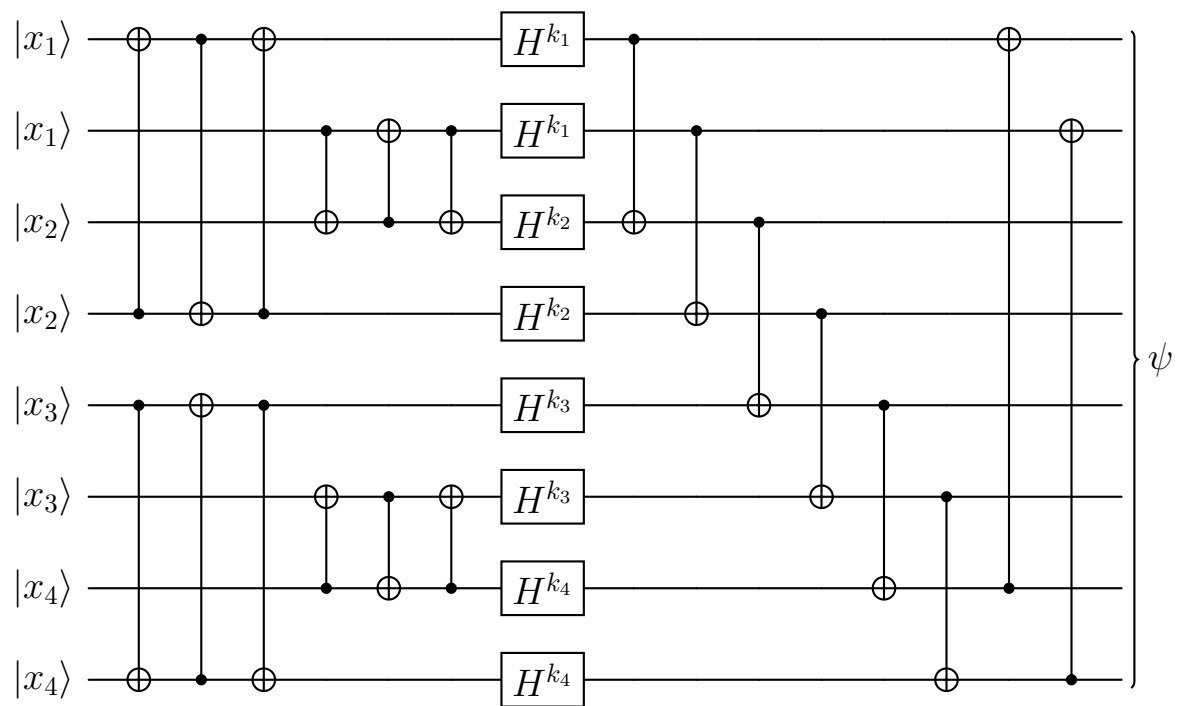 |x₁⟩ H^{k₁}
|x₁⟩ H^{k₁}
|x₂⟩ H^{k₂}
|x₂⟩ H^{k₂}
|x₃⟩ H^{k₃}
|x₃⟩ H^{k₃}
|x₄⟩ H^{k₄}
|x₄⟩ H^{k₄}
ψ